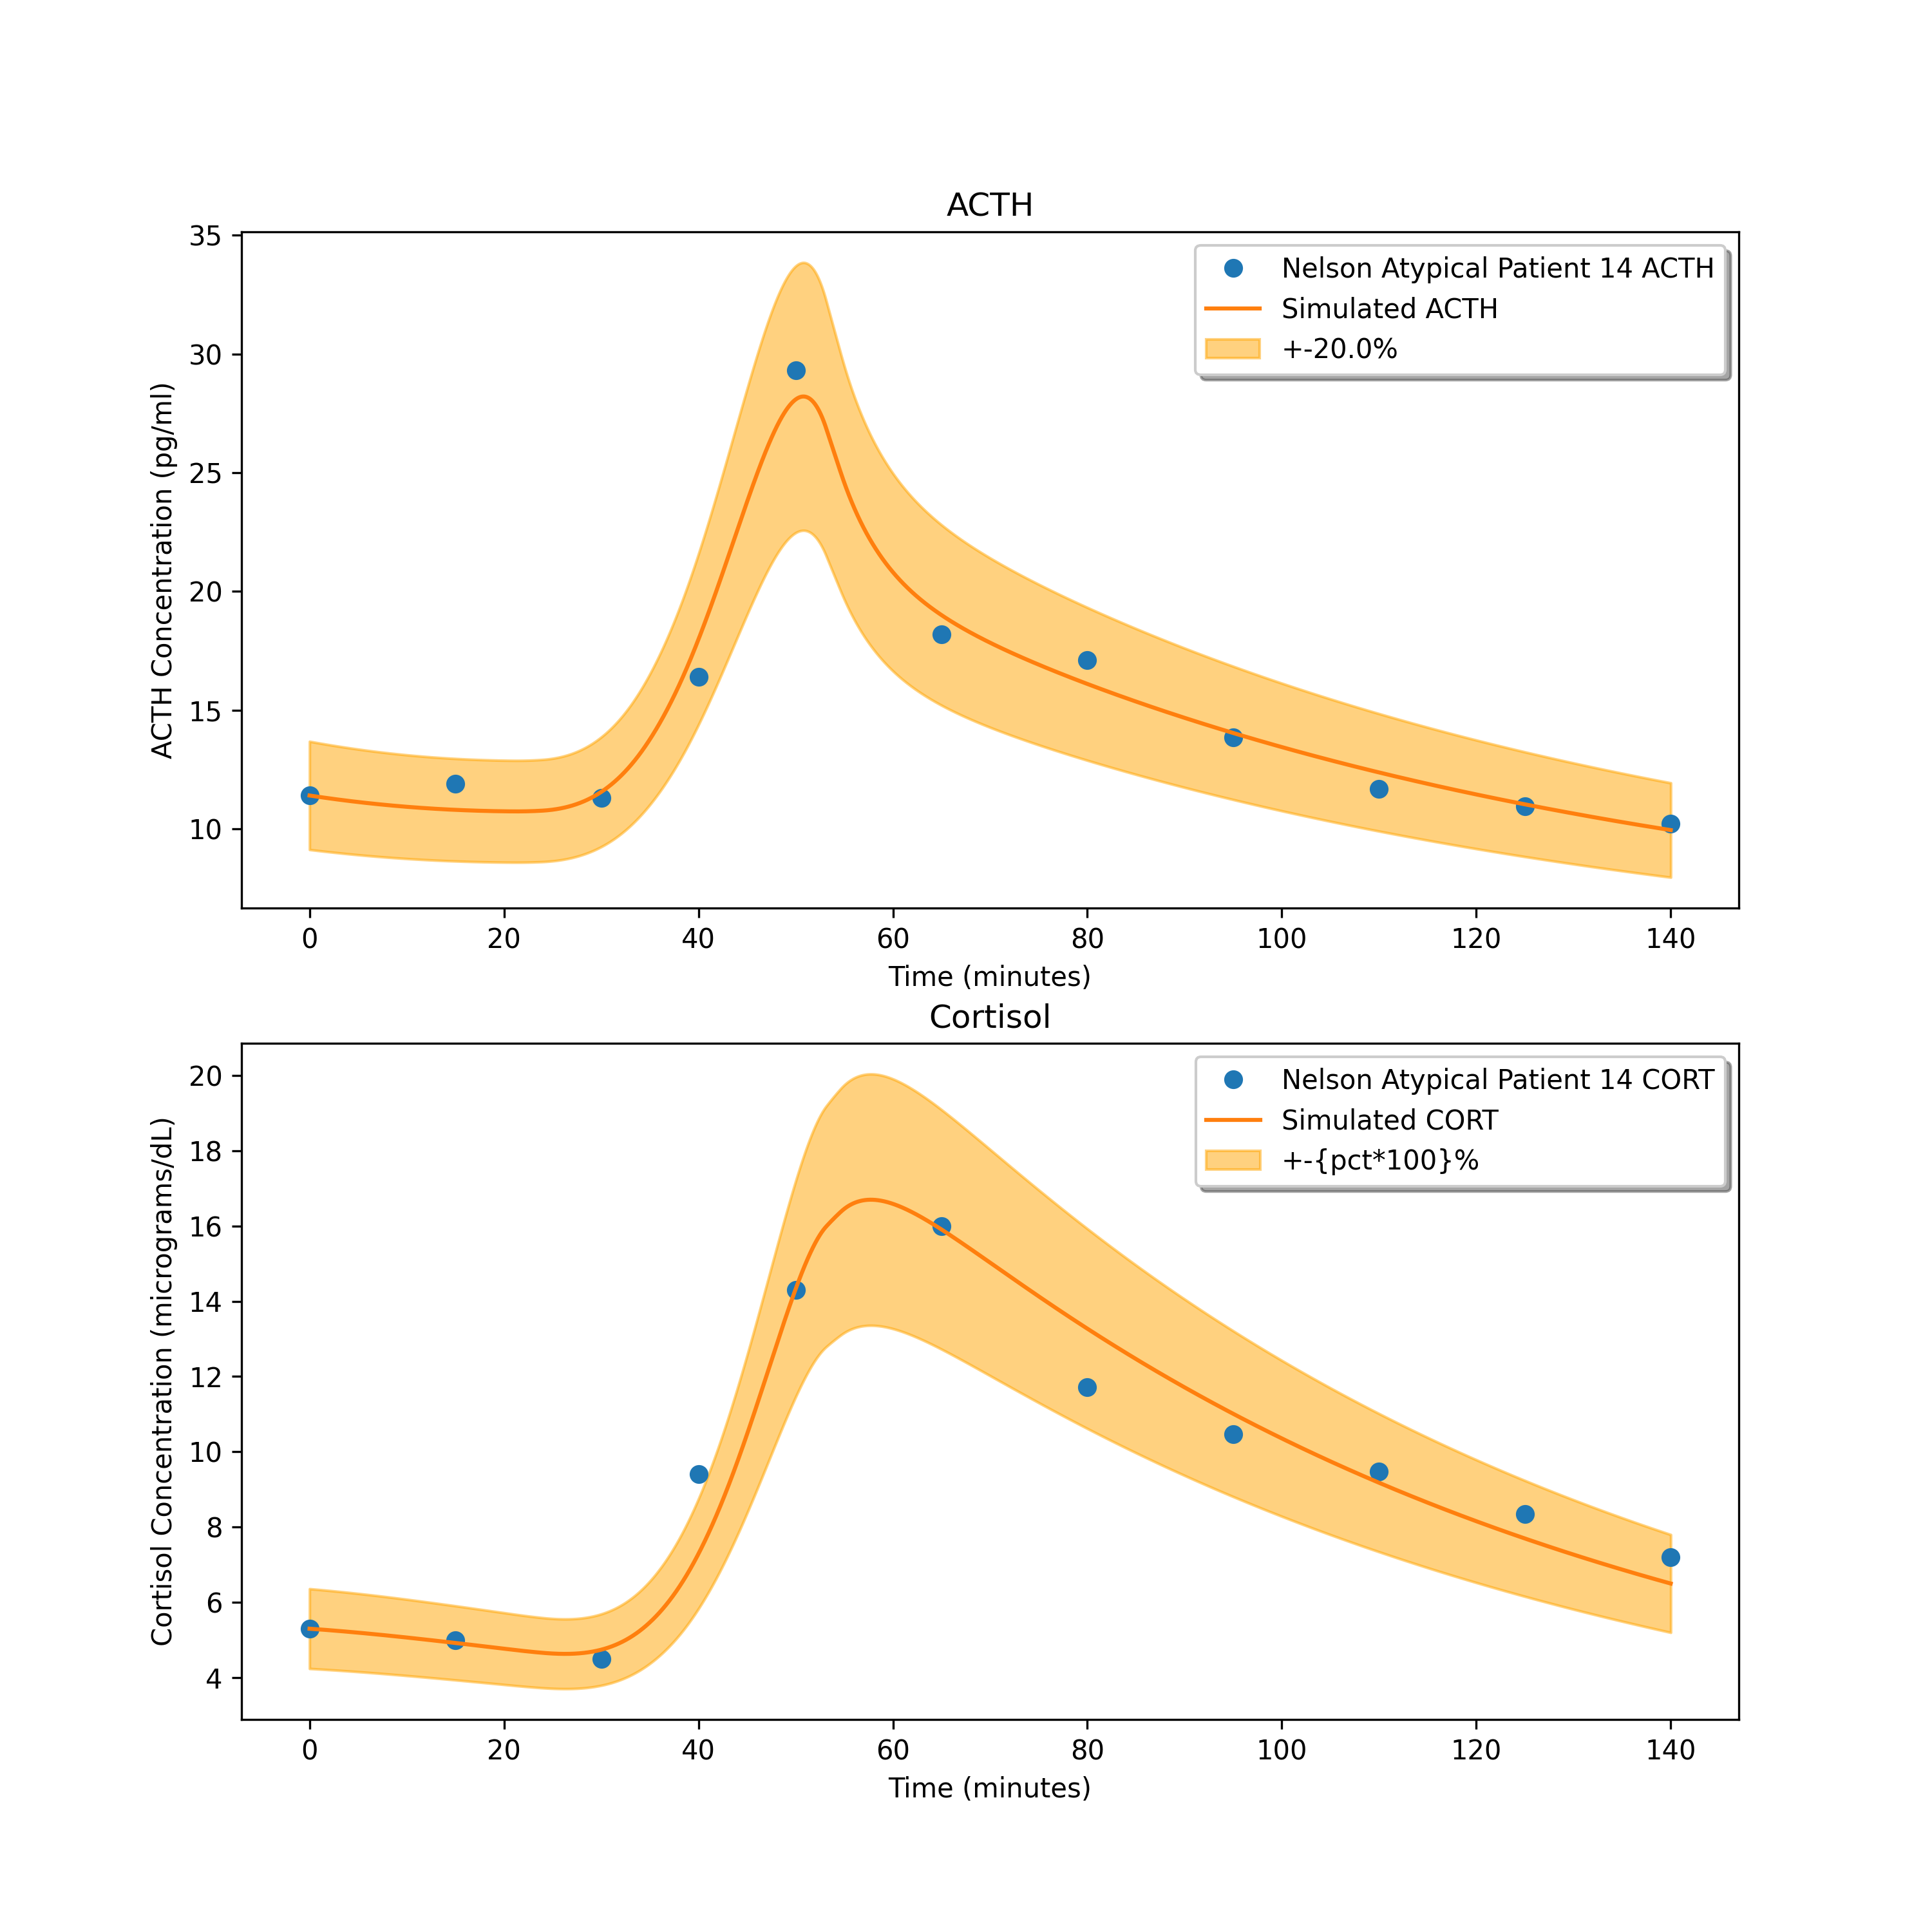 ACTH
35
30
25
20
15
10
ACTH Concentration (pg/ml)
Nelson Atypical Patient 14 ACTH
Simulated ACTH
+-20.0%
0 20 40 60 80 100 120 140
Time (minutes)
Cortisol
20
18
16
14
12
10
8
6
4
Cortisol Concentration (micrograms/dL)
Nelson Atypical Patient 14 CORT
Simulated CORT
+-{pct*100}%
0 20 40 60 80 100 120 140
Time (minutes)